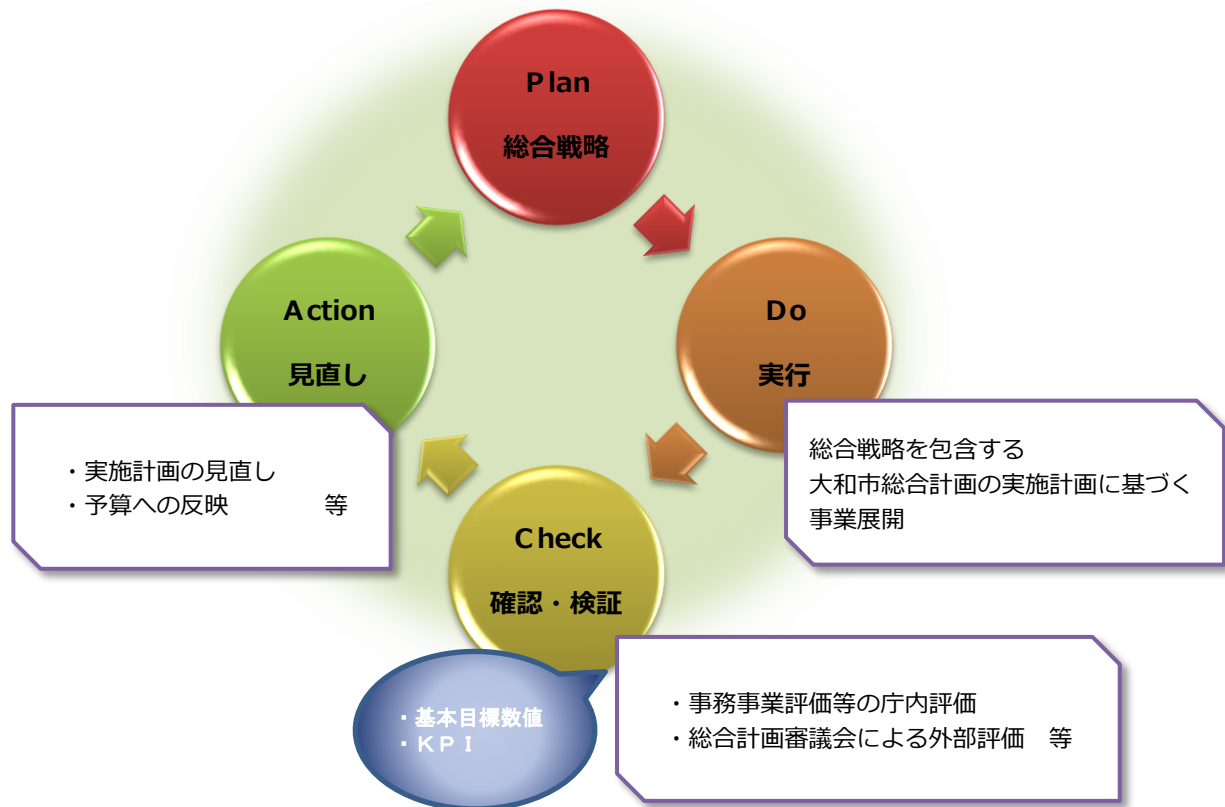 Plan
総合戦略
Action
見直し
Do
実行
・実施計画の見直し
・予算への反映　　　　等
総合戦略を包含する
大和市総合計画の実施計画に基づく
事業展開
Check
確認・検証
・基本目標数値
・ＫＰＩ
・事務事業評価等の庁内評価
・総合計画審議会による外部評価　等